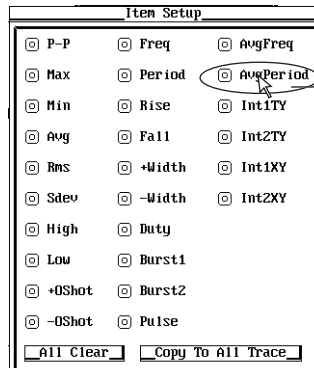 Item Setup
P-P Freq AvgFreq
Max Period AvgPeriod
Min Rise Int1TY
Avg Fall Int2TY
Rms +Width Int1XY
Sdev -Width Int2XY
High Duty
Low Burst1
+OShot Burst2
-OShot Pulse
All Clear Copy To All Trace